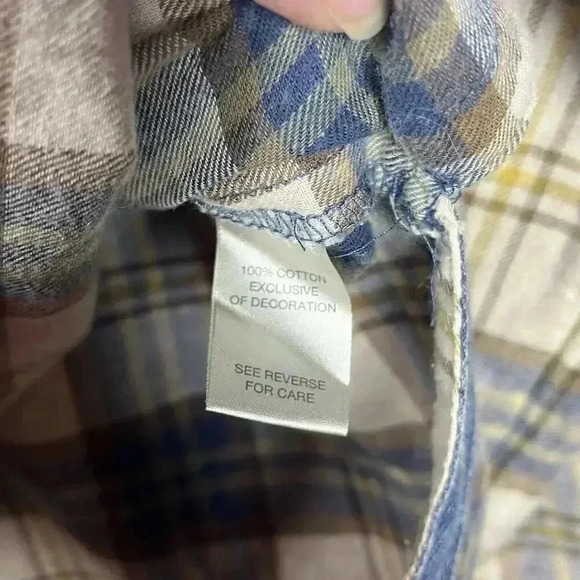 100% COTTON
EXCLUSIVE
OF DECORATION
SEE REVERSE
FOR CARE